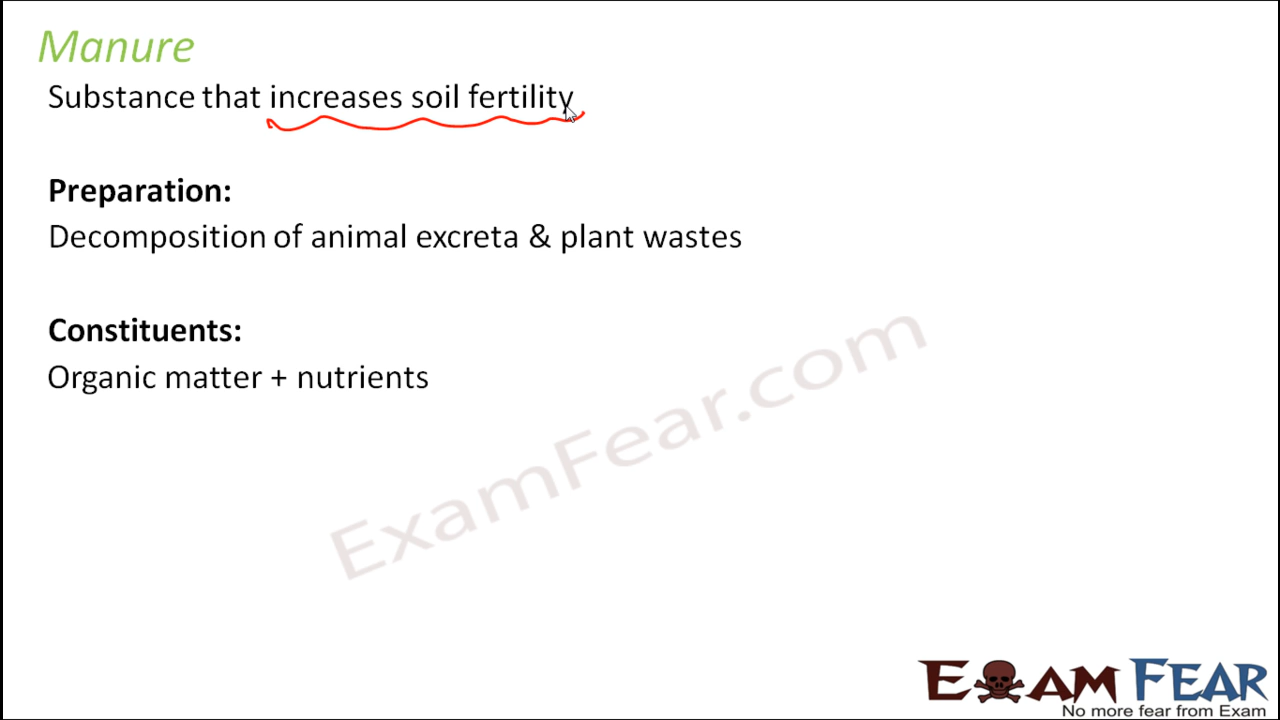 Manure
Substance that increases soil fertility
Preparation:
Decomposition of animal excreta & plant wastes
Constituents:
Organic matter + nutrients
ExamFear.com
EXAM FEAR
No more fear from Exam